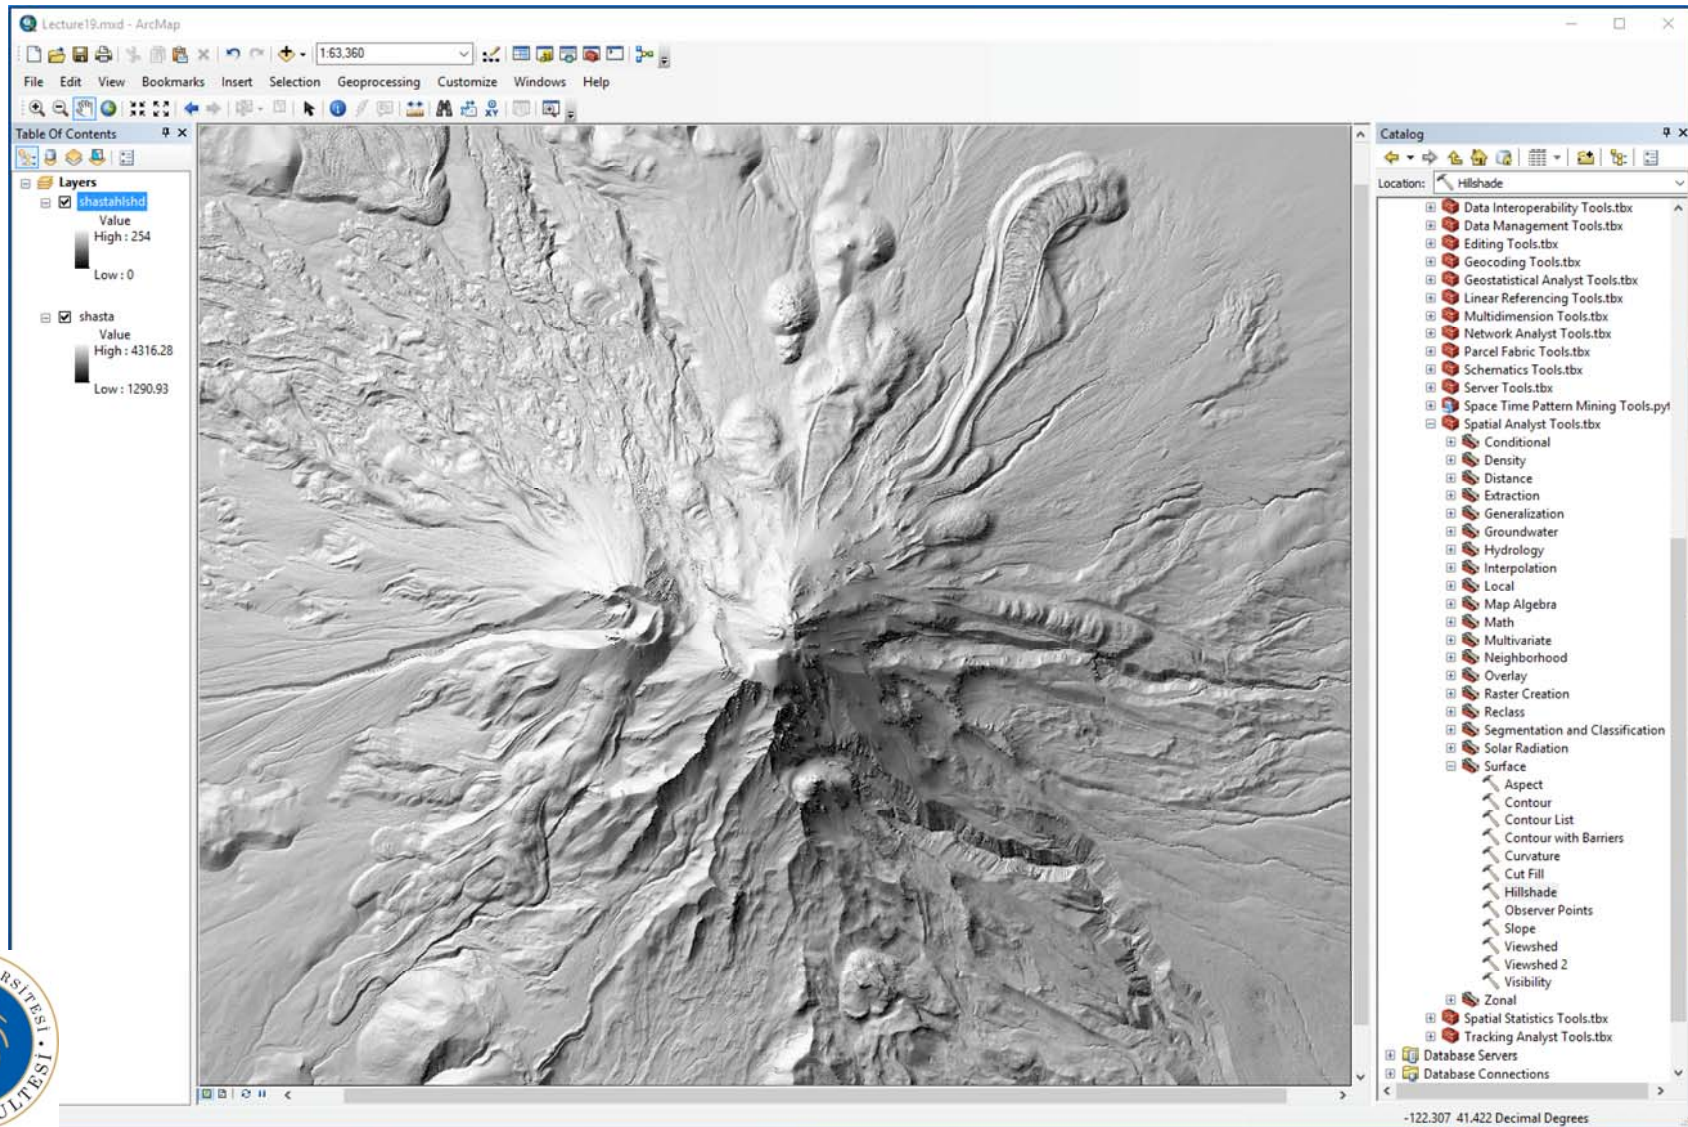 Lecture19.mxd - ArcMap
1:63,360
File Edit View Bookmarks Insert Selection Geoprocessing Customize Windows Help
Table Of Contents
Layers
shastahlshd
Value
High : 254
Low : 0
shasta
Value
High : 4316.28
Low : 1290.93
Catalog
Location: Hillshade
Data Interoperability Tools.tbx
Data Management Tools.tbx
Editing Tools.tbx
Geocoding Tools.tbx
Geostatistical Analyst Tools.tbx
Linear Referencing Tools.tbx
Multidimension Tools.tbx
Network Analyst Tools.tbx
Parcel Fabric Tools.tbx
Schematics Tools.tbx
Server Tools.tbx
Space Time Pattern Mining Tools.pyt
Spatial Analyst Tools.tbx
Conditional
Density
Distance
Extraction
Generalization
Groundwater
Hydrology
Interpolation
Local
Map Algebra
Math
Multivariate
Neighborhood
Overlay
Raster Creation
Reclass
Segmentation and Classification
Solar Radiation
Surface
Aspect
Contour
Contour List
Contour with Barriers
Curvature
Cut Fill
Hillshade
Observer Points
Slope
Viewshed
Viewshed 2
Visibility
Zonal
Spatial Statistics Tools.tbx
Tracking Analyst Tools.tbx
Database Servers
Database Connections
-122.307 41.422 Decimal Degrees